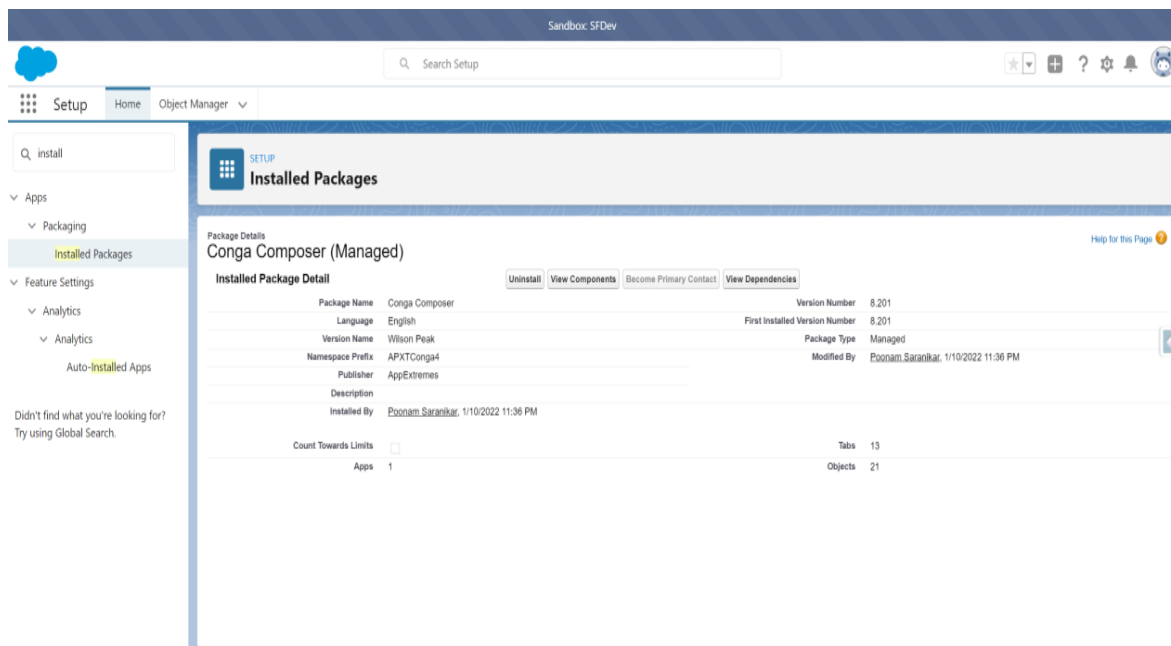 Sandbox: SFDev
Search Setup
Setup Home Object Manager
install
Apps
Packaging
Installed Packages
Feature Settings
Analytics
Analytics
Auto-Installed Apps
Didn't find what you're looking for?
Try using Global Search.
SETUP
Installed Packages
Package Details
Conga Composer (Managed)
Help for this Page
Installed Package Detail Uninstall View Components Become Primary Contact View Dependencies
Package Name Conga Composer Version Number 8.201
Language English First Installed Version Number 8.201
Version Name Wilson Peak Package Type Managed
Namespace Prefix APXTConga4 Modified By Poonam Saranikar, 1/10/2022 11:36 PM
Publisher AppExtremes
Description
Installed By Poonam Saranikar, 1/10/2022 11:36 PM
Count Towards Limits Tabs 13
Apps 1 Objects 21